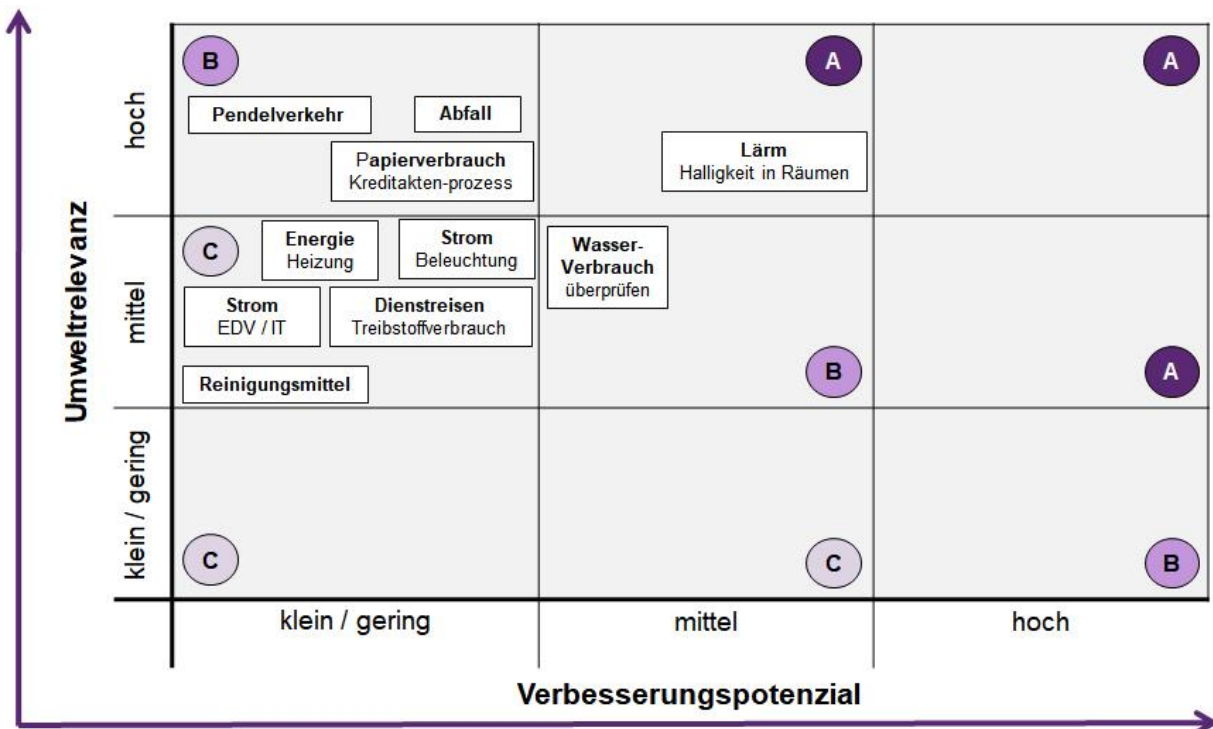 Umweltrelevanz
hoch
B
A
A
Pendelverkehr
Abfall
Papierverbrauch
Kreditakten-prozess
Lärm
Halligkeit in Räumen
mittel
C
Energie
Heizung
Strom
Beleuchtung
Wasser-
Verbrauch
überprüfen
Strom
EDV / IT
Dienstreisen
Treibstoffverbrauch
Reinigungsmittel
B
A
klein / gering
C
C
B
klein / gering
mittel
hoch
Verbesserungspotenzial